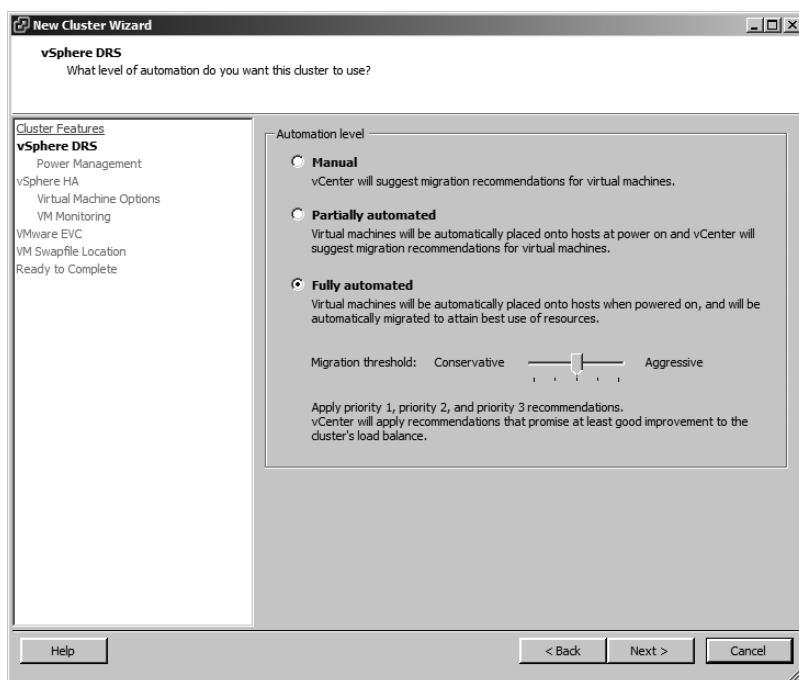 New Cluster Wizard
vSphere DRS
What level of automation do you want this cluster to use?
Cluster Features
vSphere DRS
Power Management
vSphere HA
Virtual Machine Options
VM Monitoring
VMware EVC
VM Swapfile Location
Ready to Complete
Automation level
Manual
vCenter will suggest migration recommendations for virtual machines.
Partially automated
Virtual machines will be automatically placed onto hosts at power on and vCenter will
suggest migration recommendations for virtual machines.
Fully automated
Virtual machines will be automatically placed onto hosts when powered on, and will be
automatically migrated to attain best use of resources.
Migration threshold: Conservative Aggressive
Apply priority 1, priority 2, and priority 3 recommendations.
vCenter will apply recommendations that promise at least good improvement to the
cluster's load balance.
Help < Back Next > Cancel